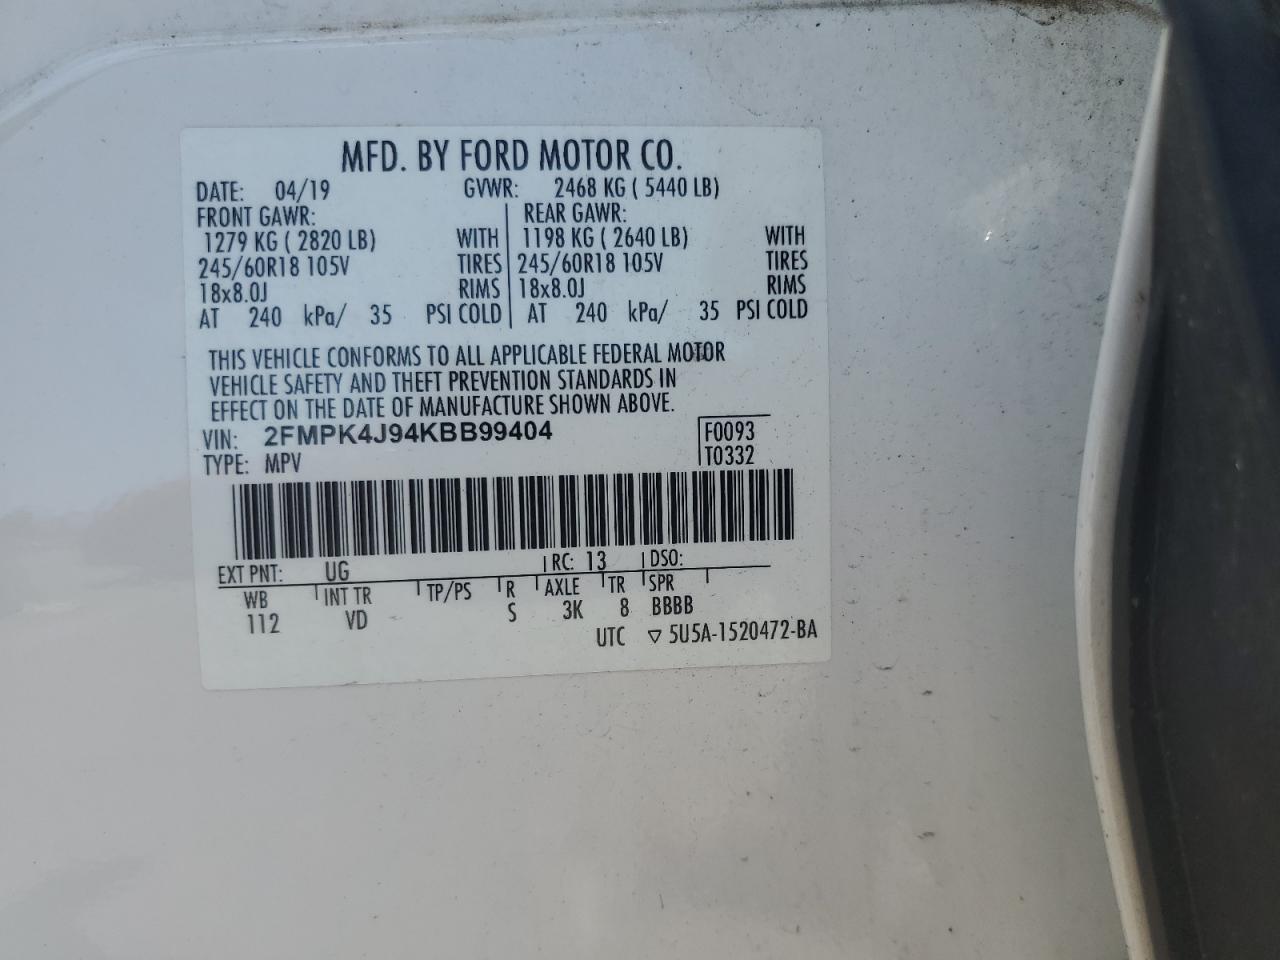 MFD. BY FORD MOTOR CO.
DATE: 04/19 GVWR: 2468 KG ( 5440 LB)
FRONT GAWR: REAR GAWR:
1279 KG ( 2820 LB) WITH 1198 KG ( 2640 LB) WITH
245/60R18 105V TIRES 245/60R18 105V TIRES
18x8.0J RIMS 18x8.0J RIMS
AT 240 kPa/ 35 PSI COLD AT 240 kPa/ 35 PSI COLD
THIS VEHICLE CONFORMS TO ALL APPLICABLE FEDERAL MOTOR
VEHICLE SAFETY AND THEFT PREVENTION STANDARDS IN
EFFECT ON THE DATE OF MANUFACTURE SHOWN ABOVE.
VIN: 2FMPK4J94KBB99404 F0093
TYPE: MPV T0332
EXT PNT: UG RC: 13 DSO:
WB INT TR TP/PS R AXLE TR SPR
112 VD S 3K 8 BBBB
UTC ▽ 5U5A-1520472-BA